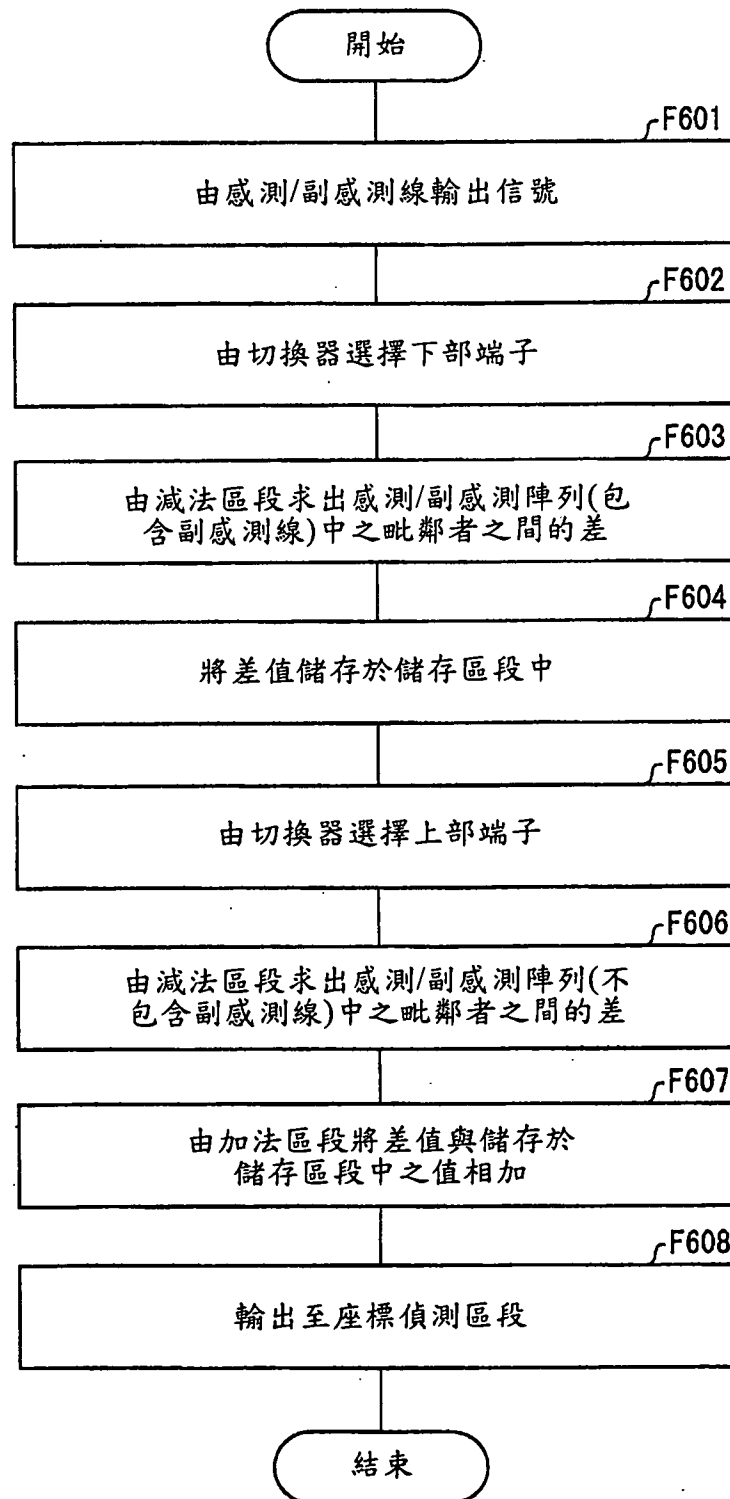 開始
F601
由感測/副感測線輸出信號
F602
由切換器選擇下部端子
F603
由減法區段求出感測/副感測陣列(包
含副感測線)中之毗鄰者之間的差
F604
將差值儲存於儲存區段中
F605
由切換器選擇上部端子
F606
由減法區段求出感測/副感測陣列(不
包含副感測線)中之毗鄰者之間的差
F607
由加法區段將差值與儲存於
儲存區段中之值相加
F608
輸出至座標偵測區段
結束